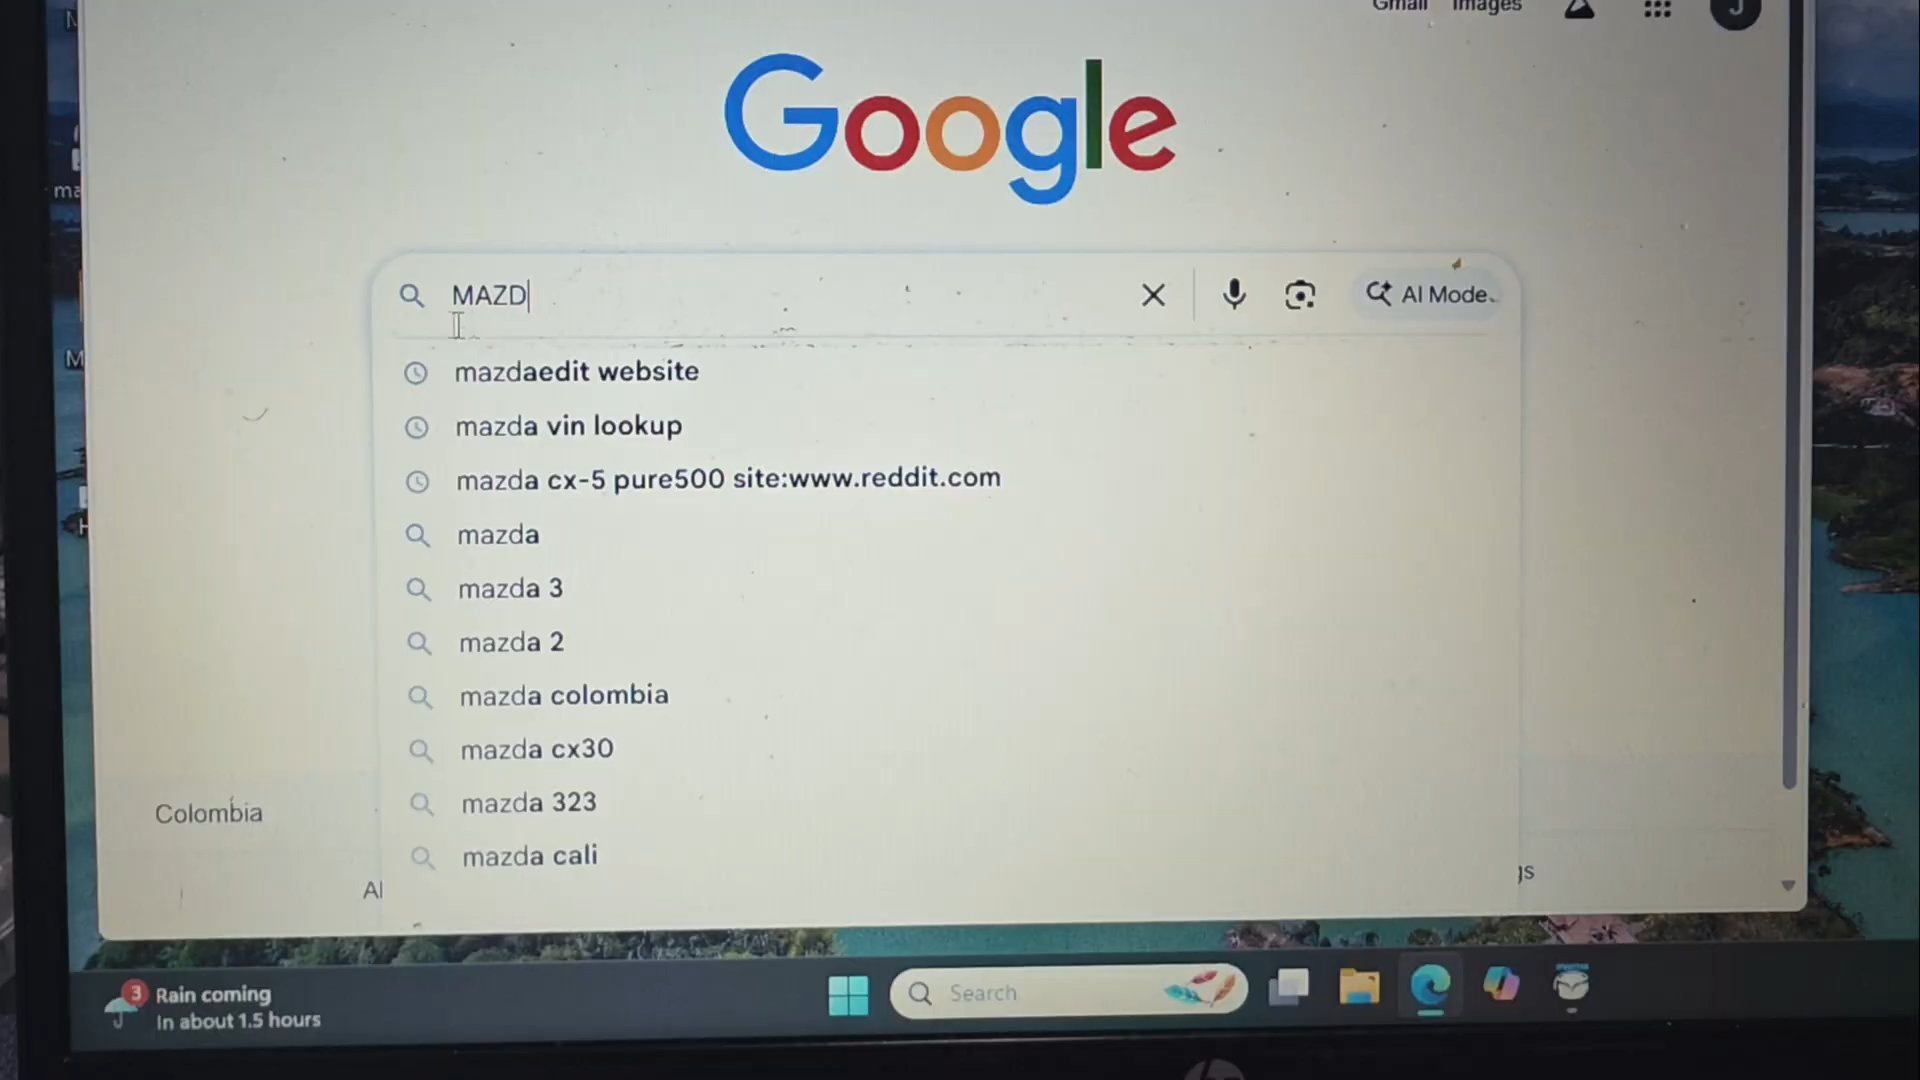 Gmail Images
J
Google
MAZD
AI Mode
mazdaedit website
mazda vin lookup
mazda cx-5 pure500 site:www.reddit.com
mazda
mazda 3
mazda 2
mazda colombia
mazda cx30
mazda 323
mazda cali
Colombia
3
Rain coming
In about 1.5 hours
Search
hp